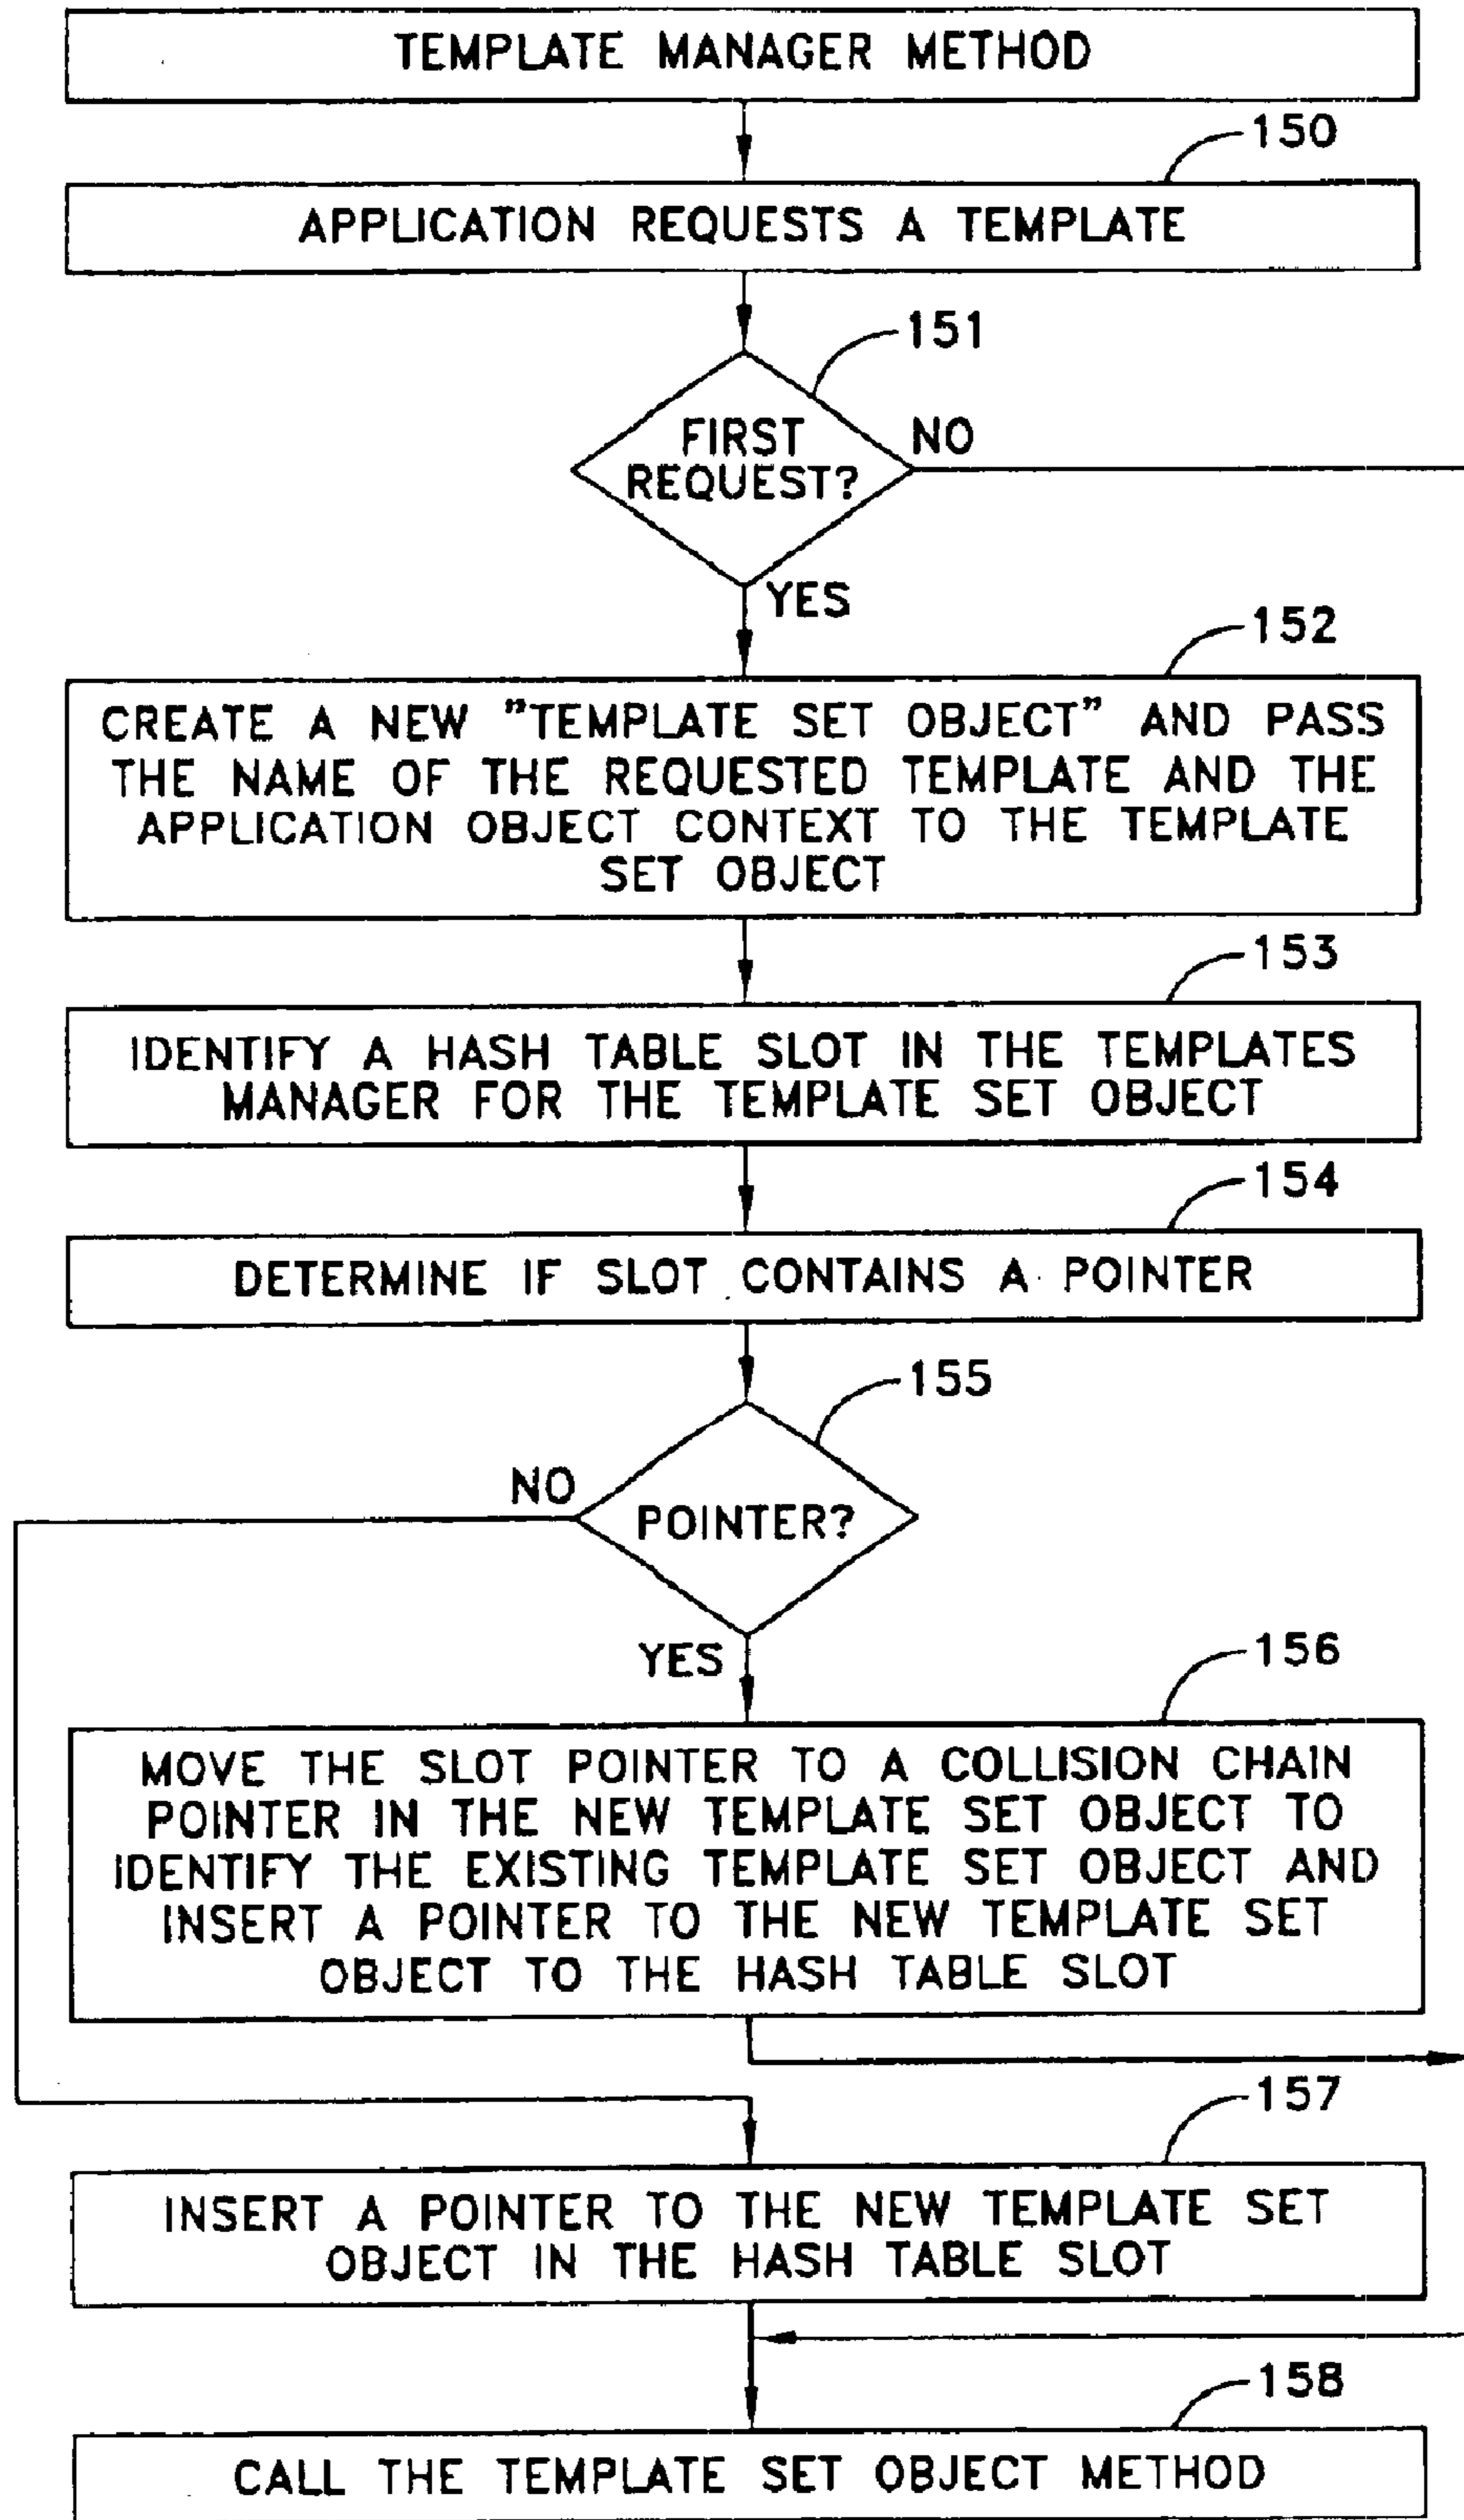 TEMPLATE MANAGER METHOD
150
APPLICATION REQUESTS A TEMPLATE
151
FIRST
REQUEST?
NO
YES
152
CREATE A NEW "TEMPLATE SET OBJECT" AND PASS
THE NAME OF THE REQUESTED TEMPLATE AND THE
APPLICATION OBJECT CONTEXT TO THE TEMPLATE
SET OBJECT
153
IDENTIFY A HASH TABLE SLOT IN THE TEMPLATES
MANAGER FOR THE TEMPLATE SET OBJECT
154
DETERMINE IF SLOT CONTAINS A POINTER
155
NO
POINTER?
YES
156
MOVE THE SLOT POINTER TO A COLLISION CHAIN
POINTER IN THE NEW TEMPLATE SET OBJECT TO
IDENTIFY THE EXISTING TEMPLATE SET OBJECT AND
INSERT A POINTER TO THE NEW TEMPLATE SET
OBJECT TO THE HASH TABLE SLOT
157
INSERT A POINTER TO THE NEW TEMPLATE SET
OBJECT IN THE HASH TABLE SLOT
158
CALL THE TEMPLATE SET OBJECT METHOD